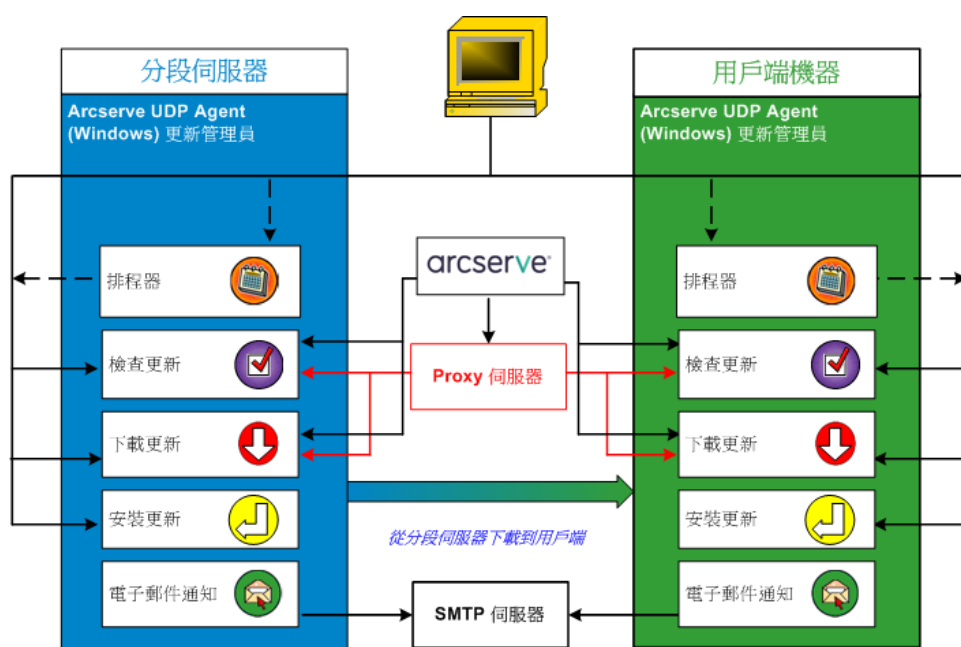 分段伺服器
Arcserve UDP Agent
(Windows) 更新管理員
排程器
檢查更新
下載更新
安裝更新
電子郵件通知
arcserve®
Proxy 伺服器
從分段伺服器下載到用戶端
SMTP 伺服器
用戶端機器
Arcserve UDP Agent
(Windows) 更新管理員
排程器
檢查更新
下載更新
安裝更新
電子郵件通知